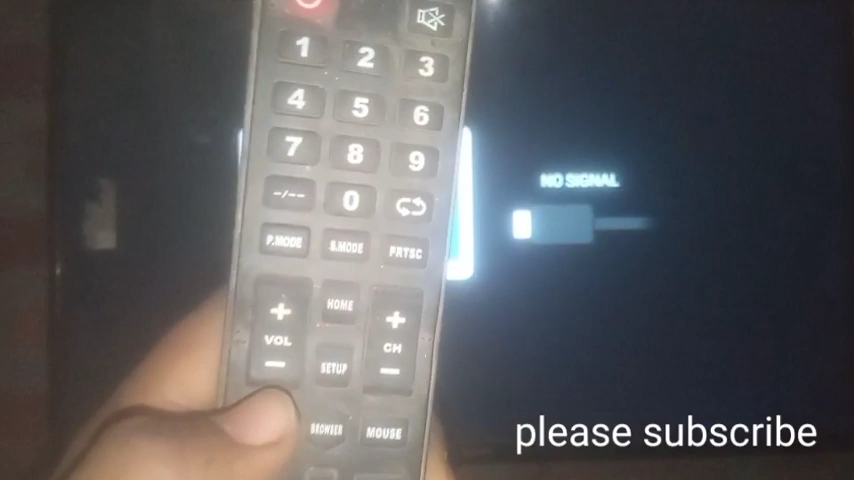 1 2 3
4 5 6
NO SIGNAL
7 8 9
-/-- 0
P.MODE S.MODE PRTSC
+ HOME +
VOL CH
- SETUP -
BROWSER MOUSE
please subscribe